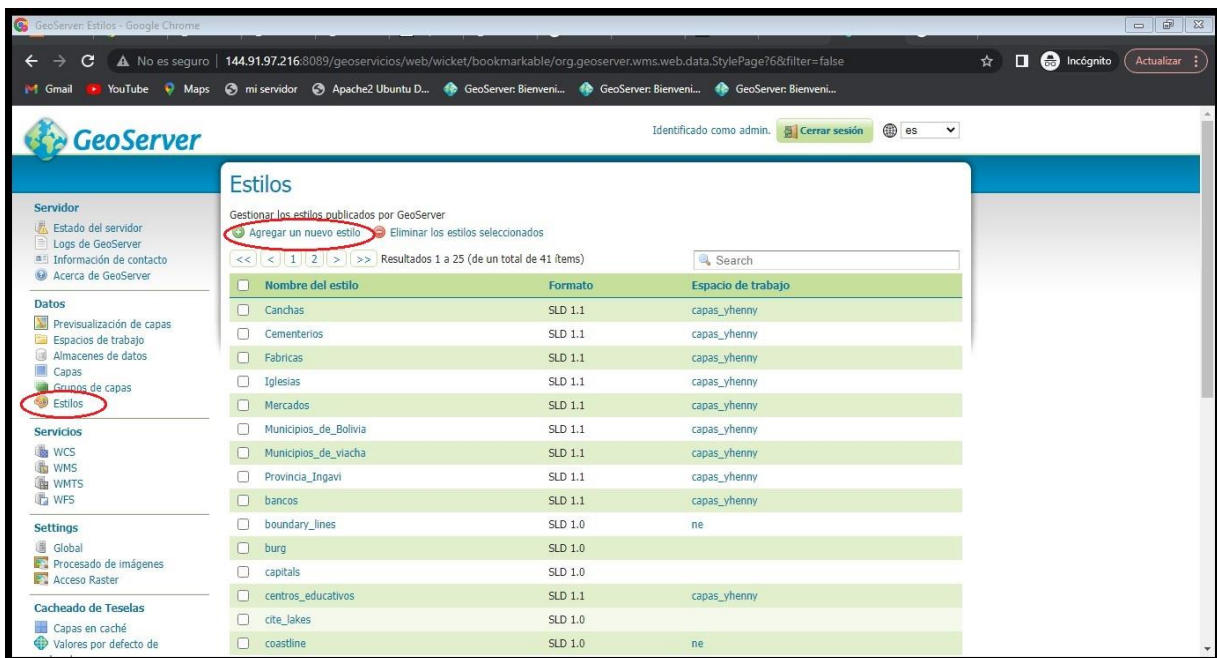 GeoServer: Estilos - Google Chrome
No es seguro | 144.91.97.216:8089/geoservicios/web/wicket/bookmarkable/org.geoserver.wms.web.data.StylePage?6&filter=false
Incógnito
Actualizar
Gmail YouTube Maps mi servidor Apache2 Ubuntu D... GeoServer: Bienveni... GeoServer: Bienveni... GeoServer: Bienveni...
GeoServer
Identificado como admin. Cerrar sesión es
Servidor
Estado del servidor
Logs de GeoServer
Información de contacto
Acerca de GeoServer
Datos
Previsualización de capas
Espacios de trabajo
Almacenes de datos
Capas
Grupos de capas
Estilos
Servicios
WCS
WMS
WMTS
WFS
Settings
Global
Procesado de imágenes
Acceso Raster
Cacheado de Teselas
Capas en caché
Valores por defecto de
Estilos
Gestionar los estilos publicados por GeoServer
Agregar un nuevo estilo Eliminar los estilos seleccionados
<< < 1 2 > >> Resultados 1 a 25 (de un total de 41 ítems) Search
Nombre del estilo Formato Espacio de trabajo
Canchas SLD 1.1 capas_yhenny
Cementerios SLD 1.1 capas_yhenny
Fabricas SLD 1.1 capas_yhenny
Iglesias SLD 1.1 capas_yhenny
Mercados SLD 1.1 capas_yhenny
Municipios_de_Bolivia SLD 1.1 capas_yhenny
Municipios_de_viacha SLD 1.1 capas_yhenny
Provincia_Ingavi SLD 1.1 capas_yhenny
bancos SLD 1.1 capas_yhenny
boundary_lines SLD 1.0 ne
burg SLD 1.0
capitals SLD 1.0
centros_educativos SLD 1.1 capas_yhenny
cite_lakes SLD 1.0
coastline SLD 1.0 ne